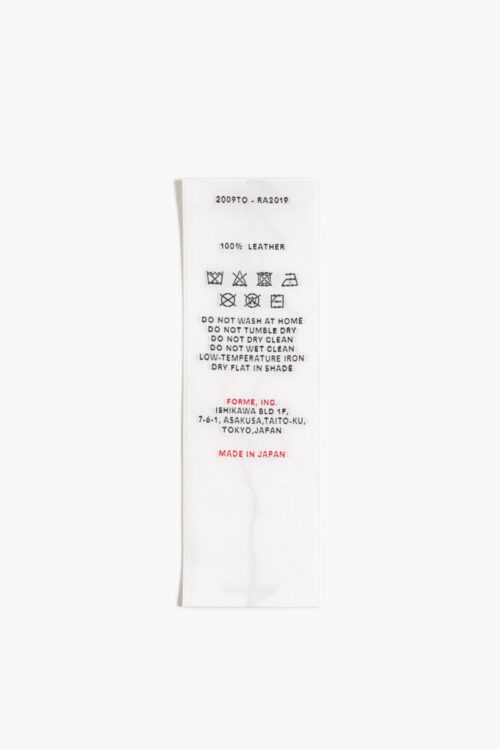 2009TO - RA2019
100% LEATHER
DO NOT WASH AT HOME
DO NOT TUMBLE DRY
DO NOT DRY CLEAN
DO NOT WET CLEAN
LOW-TEMPERATURE IRON
DRY FLAT IN SHADE
FORME, INC.
ISHIKAWA BLD 1F,
7-6-1, ASAKUSA,TAITO-KU,
TOKYO,JAPAN
MADE IN JAPAN